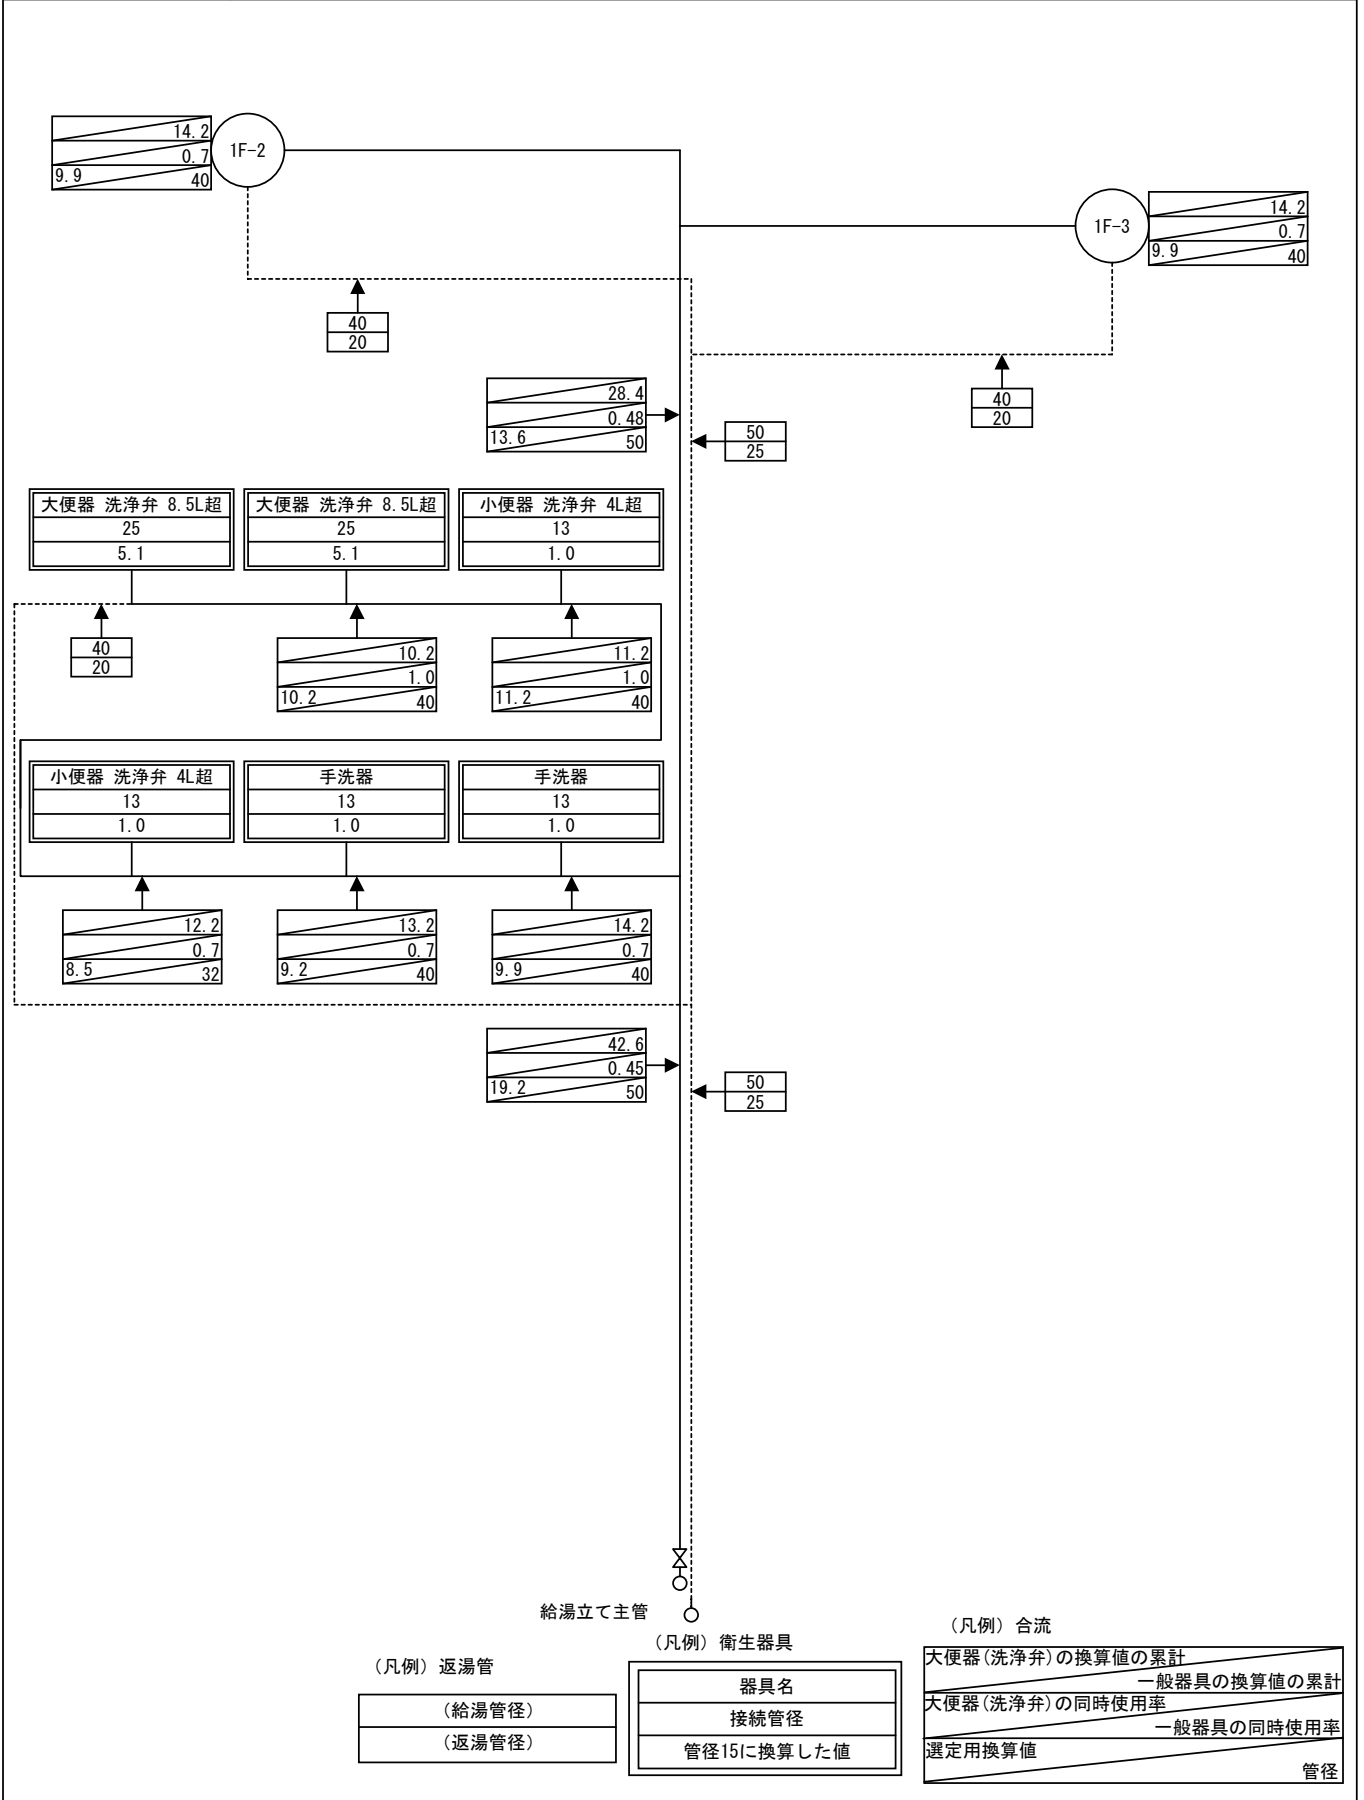 14.2
0.7
9.9
40
1F-2
1F-3
14.2
0.7
9.9
40
40
20
40
20
28.4
0.48
13.6
50
50
25
大便器 洗浄弁 8.5L超
25
5.1
大便器 洗浄弁 8.5L超
25
5.1
小便器 洗浄弁 4L超
13
1.0
40
20
10.2
1.0
10.2
40
11.2
1.0
11.2
40
小便器 洗浄弁 4L超
13
1.0
手洗器
13
1.0
手洗器
13
1.0
12.2
0.7
8.5
32
13.2
0.7
9.2
40
14.2
0.7
9.9
40
42.6
0.45
19.2
50
50
25
給湯立て主管
（凡例）返湯管
（給湯管径）
（返湯管径）
（凡例）衛生器具
器具名
接続管径
管径15に換算した値
（凡例）合流
大便器(洗浄弁)の換算値の累計
一般器具の換算値の累計
大便器(洗浄弁)の同時使用率
一般器具の同時使用率
選定用換算値
管径